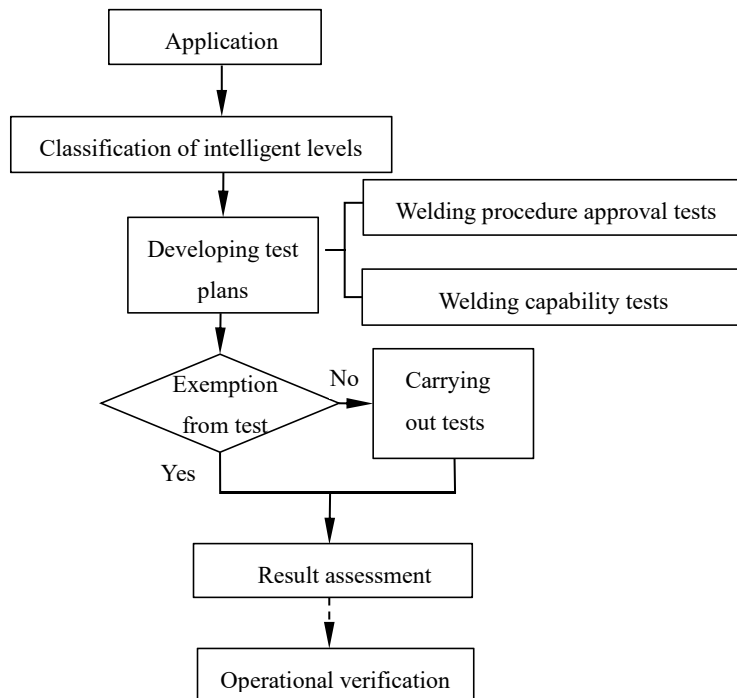 Application
Classification of intelligent levels
Developing test
plans
Welding procedure approval tests
Welding capability tests
Exemption
from test
No
Carrying
out tests
Yes
Result assessment
Operational verification